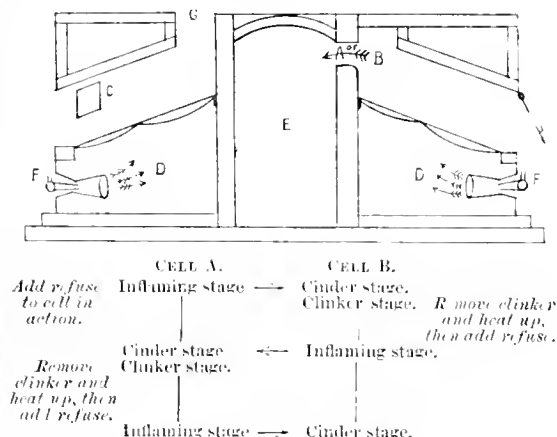 G
A or B
C
E
D
F
D
F
CELL A. CELL B.
Add refuse to cell in action.
Inflaming stage
Cinder stage.
Clinker stage.
R move clinker and heat up, then add refuse.
Cinder stage
Clinker stage.
Inflaming stage.
Remove clinker and heat up, then add refuse.
Inflaming stage
Cinder stage.